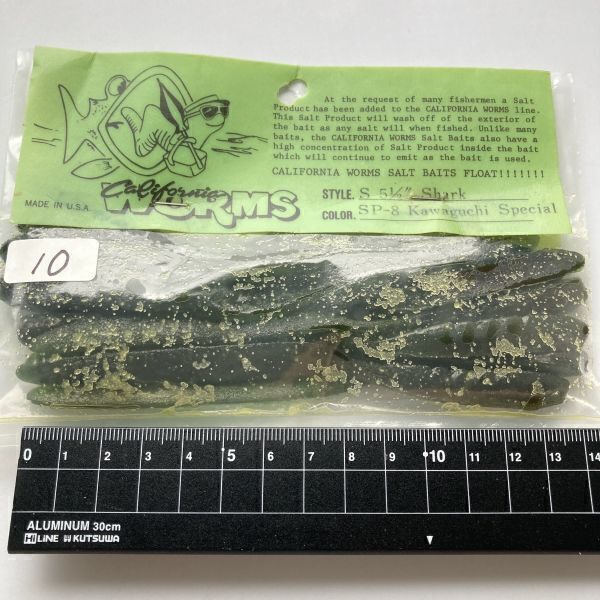 At the request of many fishermen a Salt
Product has been added to the CALIFORNIA WORMS line.
This Salt Product will wash off of the exterior of
the bait as any salt will when fished. Unlike many
baits, the CALIFORNIA WORMS Salt Baits also have a
high concentration of Salt Product inside the bait
which will continue to emit as the bait is used.
CALIFORNIA WORMS SALT BAITS FLOAT!!!!!!!
STYLE. S 5½" Shark
COLOR. SP-8 Kawaguchi Special
California
WORMS
MADE IN U.S.A.
10
0 1 2 3 4 5 6 7 8 9 10 11 12 13 14
ALUMINUM 30cm
HiLiNE KUTSUWA